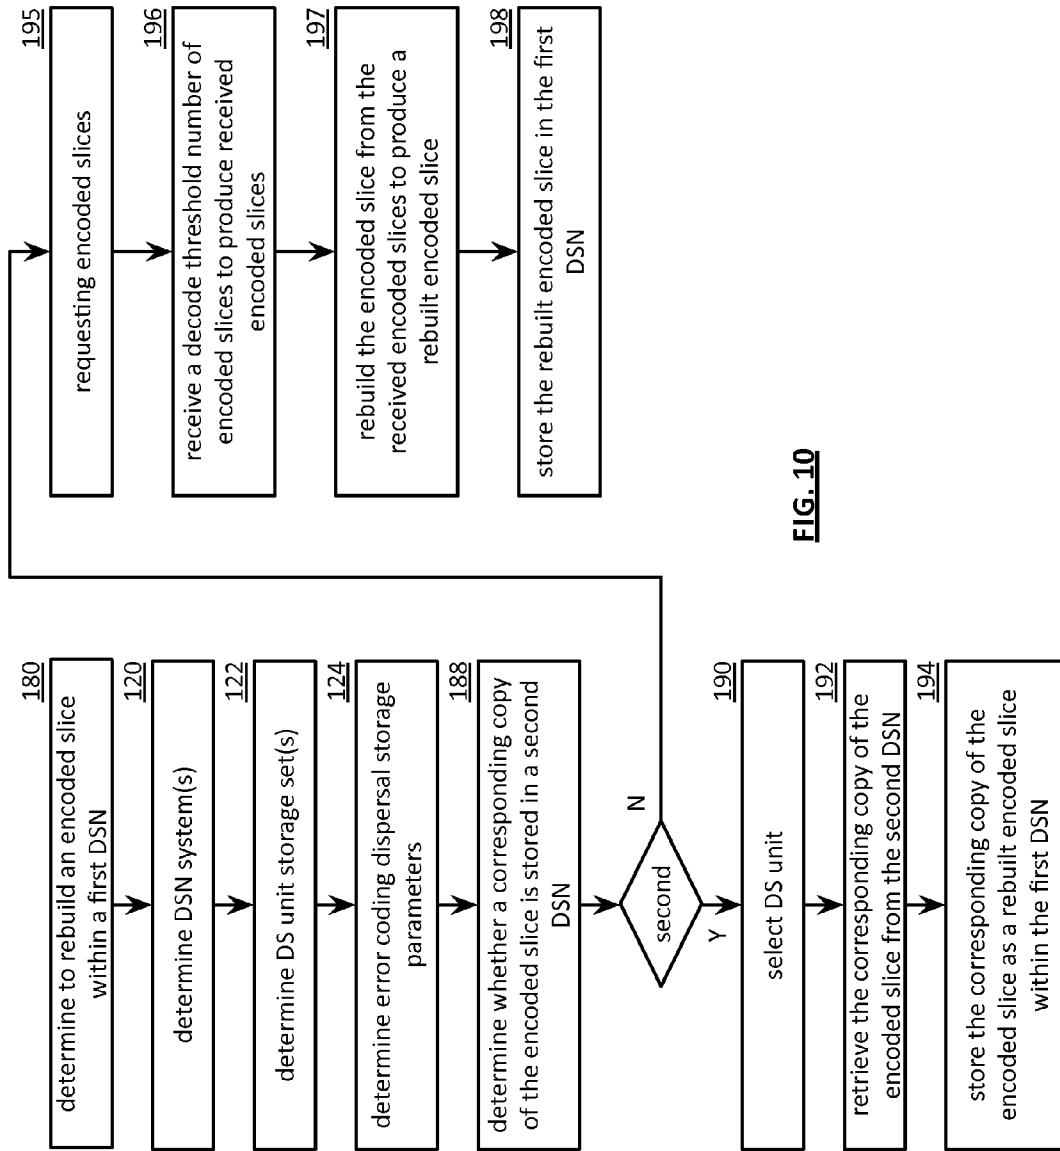 180
determine to rebuild an encoded slice
within a first DSN
120
determine DSN system(s)
122
determine DS unit storage set(s)
124
determine error coding dispersal storage
parameters
188
determine whether a corresponding copy
of the encoded slice is stored in a second
DSN
second
N
Y
190
select DS unit
192
retrieve the corresponding copy of the
encoded slice from the second DSN
194
store the corresponding copy of the
encoded slice as a rebuilt encoded slice
within the first DSN
195
requesting encoded slices
196
receive a decode threshold number of
encoded slices to produce received
encoded slices
197
rebuild the encoded slice from the
received encoded slices to produce a
rebuilt encoded slice
198
store the rebuilt encoded slice in the first
DSN
FIG. 10